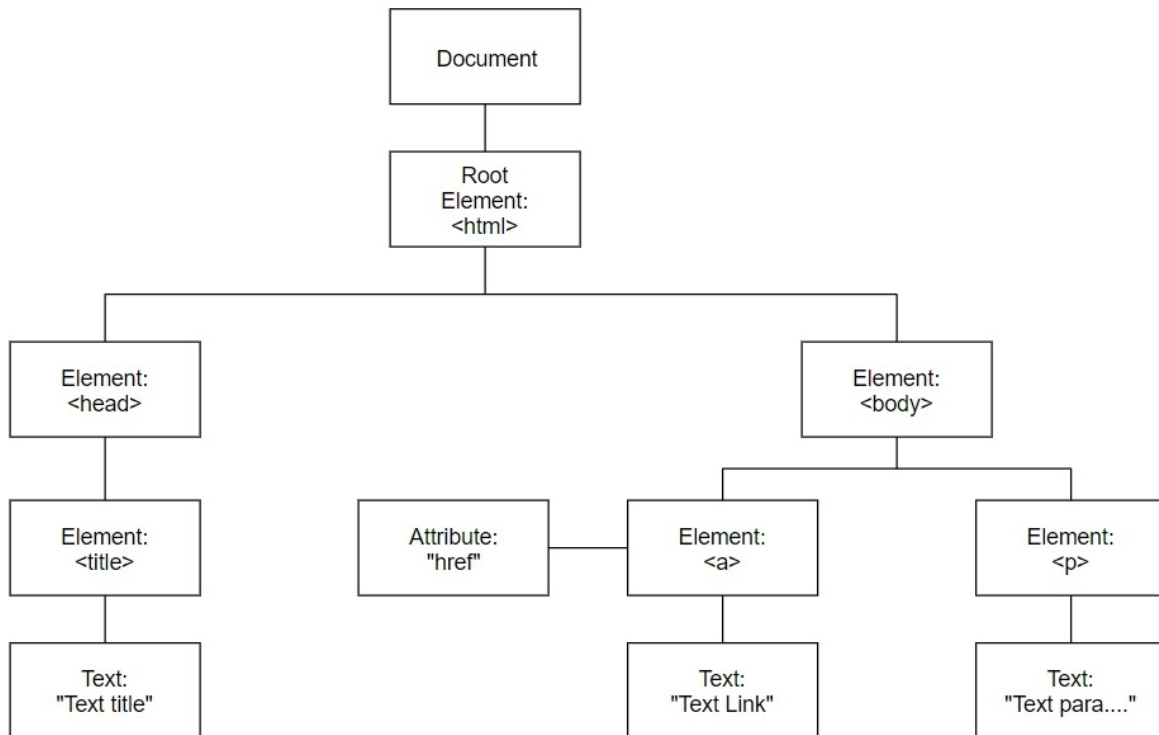 Document
Root
Element:
<html>
Element:
<head>
Element:
<body>
Element:
<title>
Attribute:
"href"
Element:
<a>
Element:
<p>
Text:
"Text title"
Text:
"Text Link"
Text:
"Text para...."